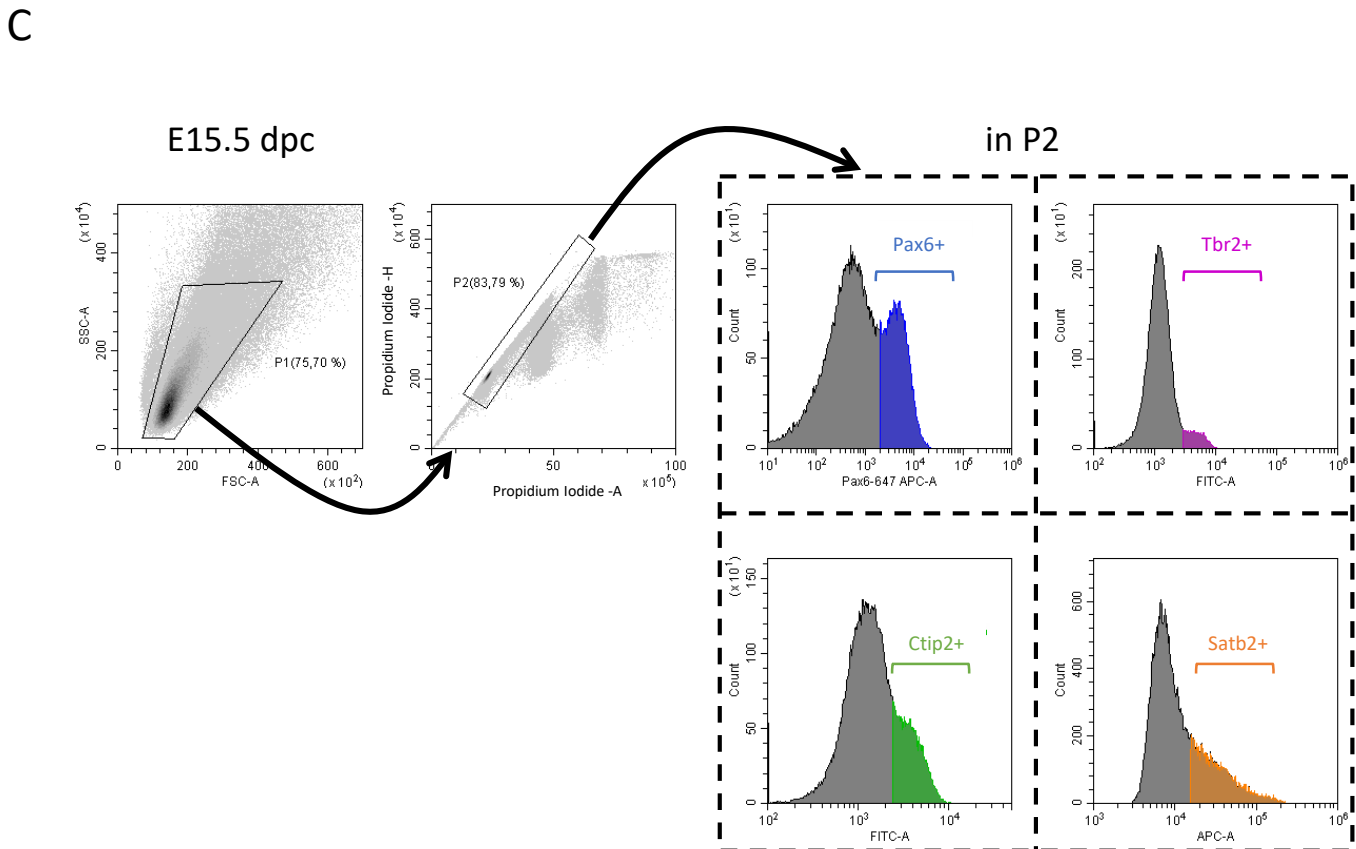 C
E15.5 dpc
in P2
(x 10⁴)
400
200
0
SSC-A
P1(75,70 %)
0 200 400 600
FSC-A (x 10²)
(x 10⁴)
600
400
200
0
Propidium Iodide -H
P2(83,79 %)
0 50 100
x 10⁵)
Propidium Iodide -A
(x 10¹)
100
50
0
Count
Pax6+
10¹ 10² 10³ 10⁴ 10⁵ 10⁶
Pax6-647 APC-A
(x 10¹)
200
100
0
Count
Tbr2+
10² 10³ 10⁴ 10⁵ 10⁶
FITC-A
(x 10¹)
150
100
50
0
Count
Ctip2+
10² 10³ 10⁴
FITC-A
600
400
200
0
Count
Satb2+
10³ 10⁴ 10⁵ 10⁶
APC-A